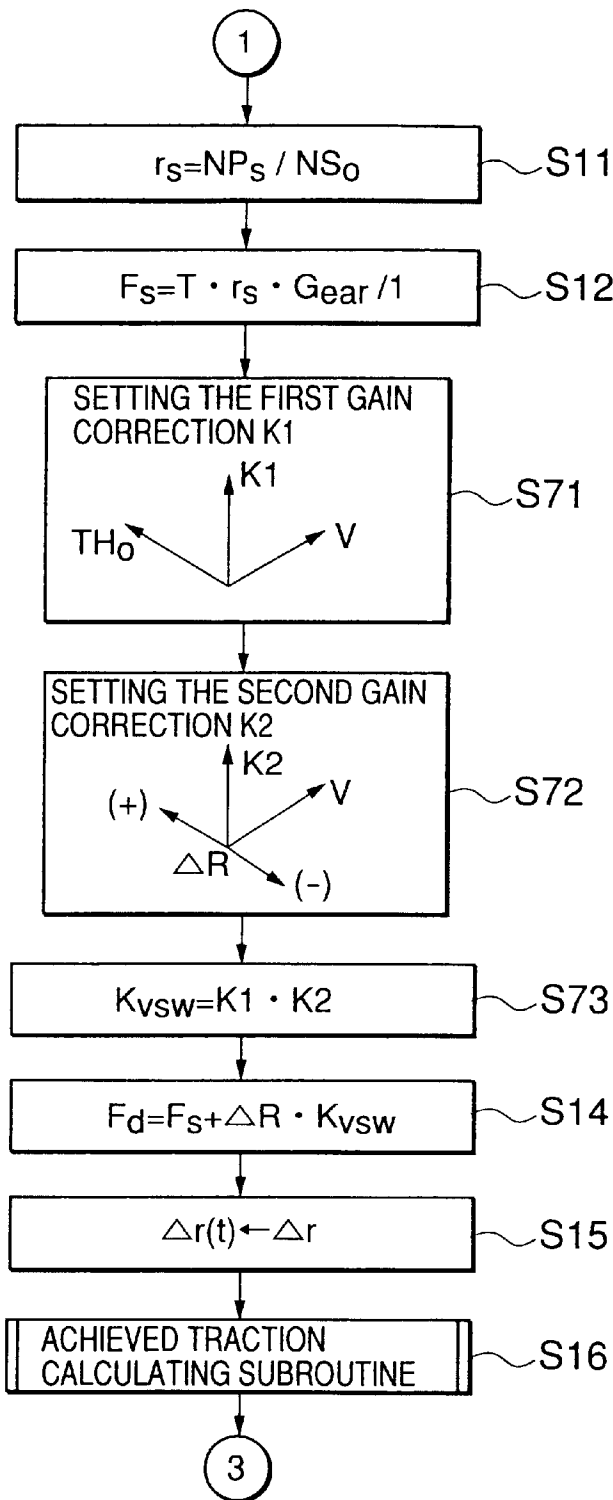 1
rS=NPS / NSO S11
FS=T・rS・Gear /1 S12
SETTING THE FIRST GAIN
CORRECTION K1
K1
THO V
S71
SETTING THE SECOND GAIN
CORRECTION K2
K2
(+) V
S72
△R
(-)
KVSW=K1・K2 S73
Fd=FS+△R・KVSW S14
△r(t)←△r S15
ACHIEVED TRACTION
CALCULATING SUBROUTINE S16
3